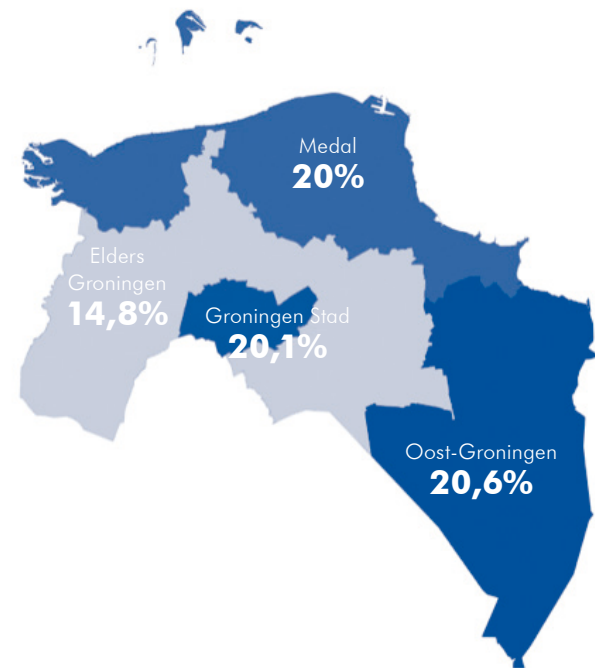 Medal
20%
Elders
Groningen
14,8%
Groningen Stad
20,1%
Oost-Groningen
20,6%